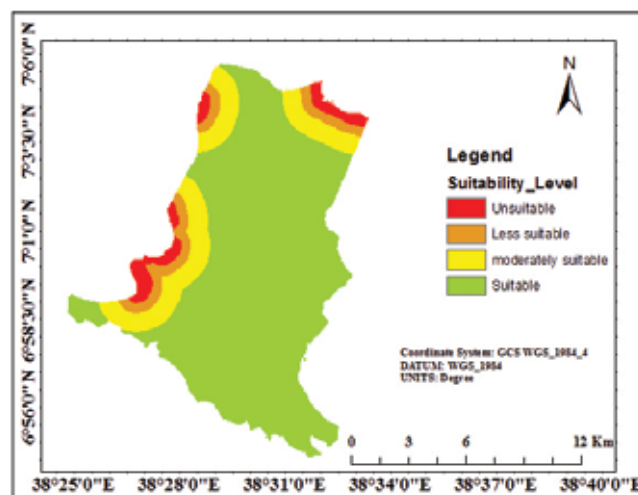 7°6'0"N
7°3'30"N
7°1'0"N
6°58'30"N
6°56'0"N
N
Legend
Suitability_Level
Unsuitable
Less suitable
moderately suitable
Suitable
Coordinate System: GCS WGS_1984_4
DATUM: WGS_1984
UNITS: Degree
0 3 6 12 Km
38°25'0"E 38°28'0"E 38°31'0"E 38°34'0"E 38°37'0"E 38°40'0"E